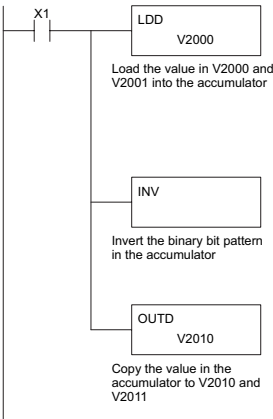 X1
LDD
V2000
Load the value in V2000 and
V2001 into the accumulator
INV
Invert the binary bit pattern
in the accumulator
OUTD
V2010
Copy the value in the
accumulator to V2010 and
V2011